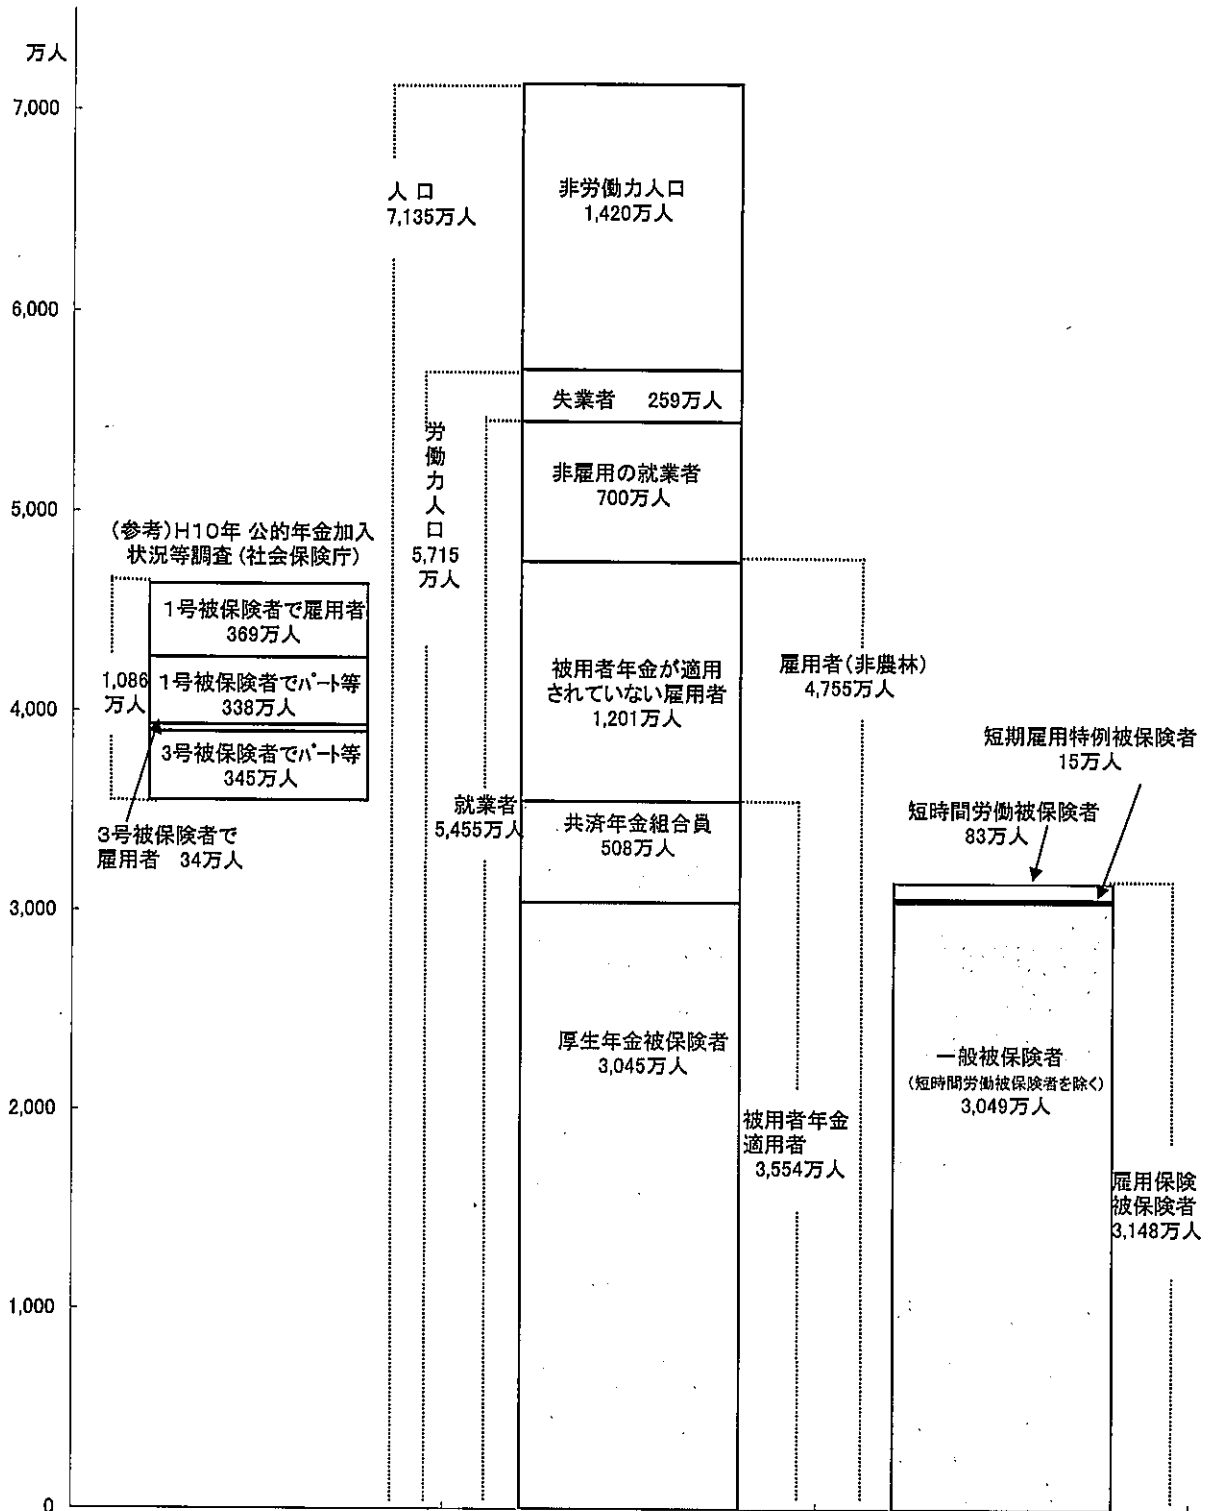 万人
7,000
6,000
5,000
4,000
3,000
2,000
1,000
0
(参考)H10年 公的年金加入
状況等調査(社会保険庁)
1号被保険者で雇用者
369万人
1号被保険者でパート等
338万人
3号被保険者でパート等
345万人
1,086
万人
3号被保険者で
雇用者 34万人
人口
7,135万人
労働力人口
5,715
万人
就業者
5,455万人
非労働力人口
1,420万人
失業者 259万人
非雇用の就業者
700万人
被用者年金が適用
されていない雇用者
1,201万人
共済年金組合員
508万人
厚生年金被保険者
3,045万人
雇用者(非農林)
4,755万人
被用者年金
適用者
3,554万人
短期雇用特例被保険者
15万人
短時間労働被保険者
83万人
一般被保険者
(短時間労働被保険者を除く)
3,049万人
雇用保険
被保険者
3,148万人